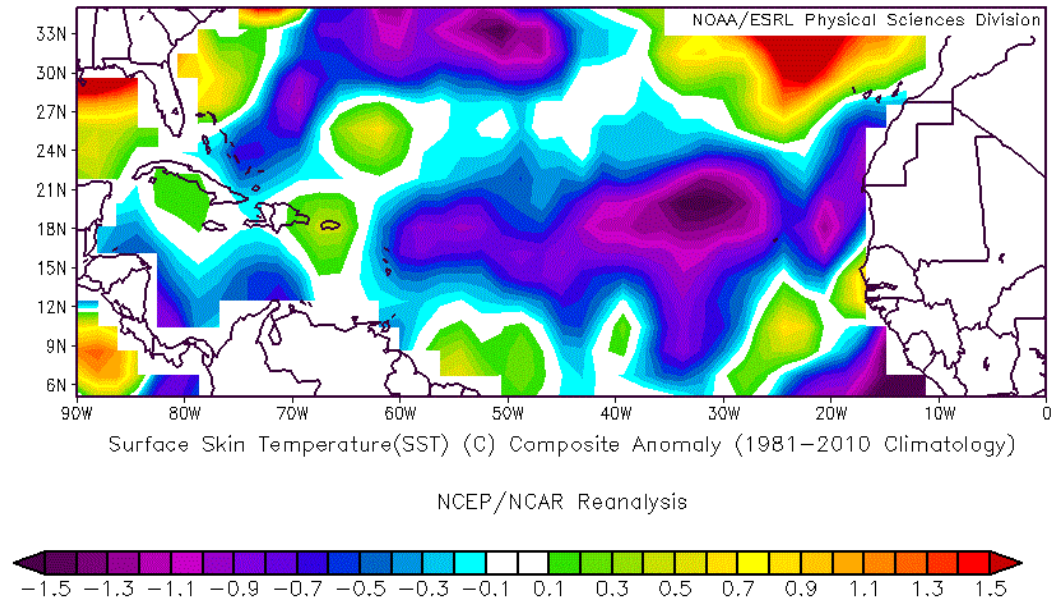 NOAA/ESRL Physical Sciences Division
33N
30N
27N
24N
21N
18N
15N
12N
9N
6N
90W 80W 70W 60W 50W 40W 30W 20W 10W 0
Surface Skin Temperature(SST) (C) Composite Anomaly (1981−2010 Climatology)
NCEP/NCAR Reanalysis
−1.5 −1.3 −1.1 −0.9 −0.7 −0.5 −0.3 −0.1 0.1 0.3 0.5 0.7 0.9 1.1 1.3 1.5